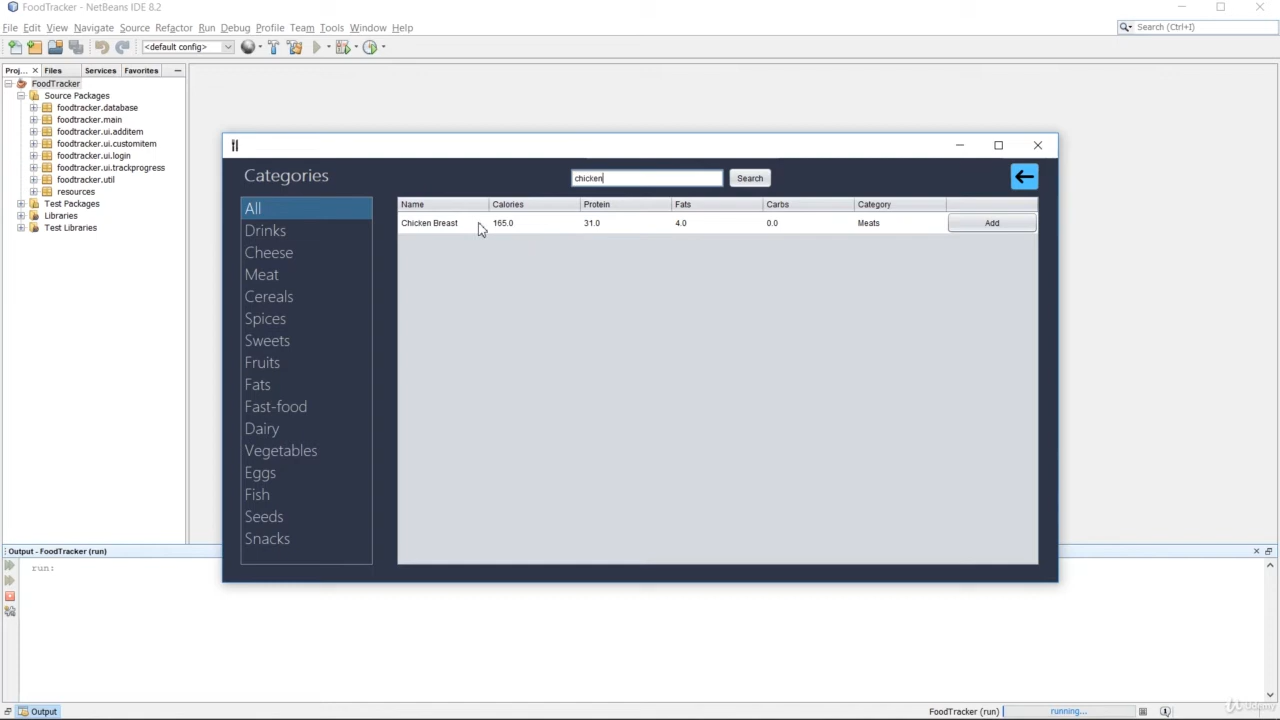 FoodTracker - NetBeans IDE 8.2
File Edit View Navigate Source Refactor Run Debug Profile Team Tools Window Help
Search (Ctrl+I)
<default config>
Proj... Files Services Favorites
FoodTracker
Source Packages
foodtracker.database
foodtracker.main
foodtracker.ui.additem
foodtracker.ui.customitem
foodtracker.ui.login
foodtracker.ui.trackprogress
foodtracker.util
resources
Test Packages
Libraries
Test Libraries
Categories
chicken
Search
All
Drinks
Cheese
Meat
Cereals
Spices
Sweets
Fruits
Fats
Fast-food
Dairy
Vegetables
Eggs
Fish
Seeds
Snacks
Name Calories Protein Fats Carbs Category
Chicken Breast 165.0 31.0 4.0 0.0 Meats Add
Output - FoodTracker (run)
run:
Output
FoodTracker (run) running...
Udemy